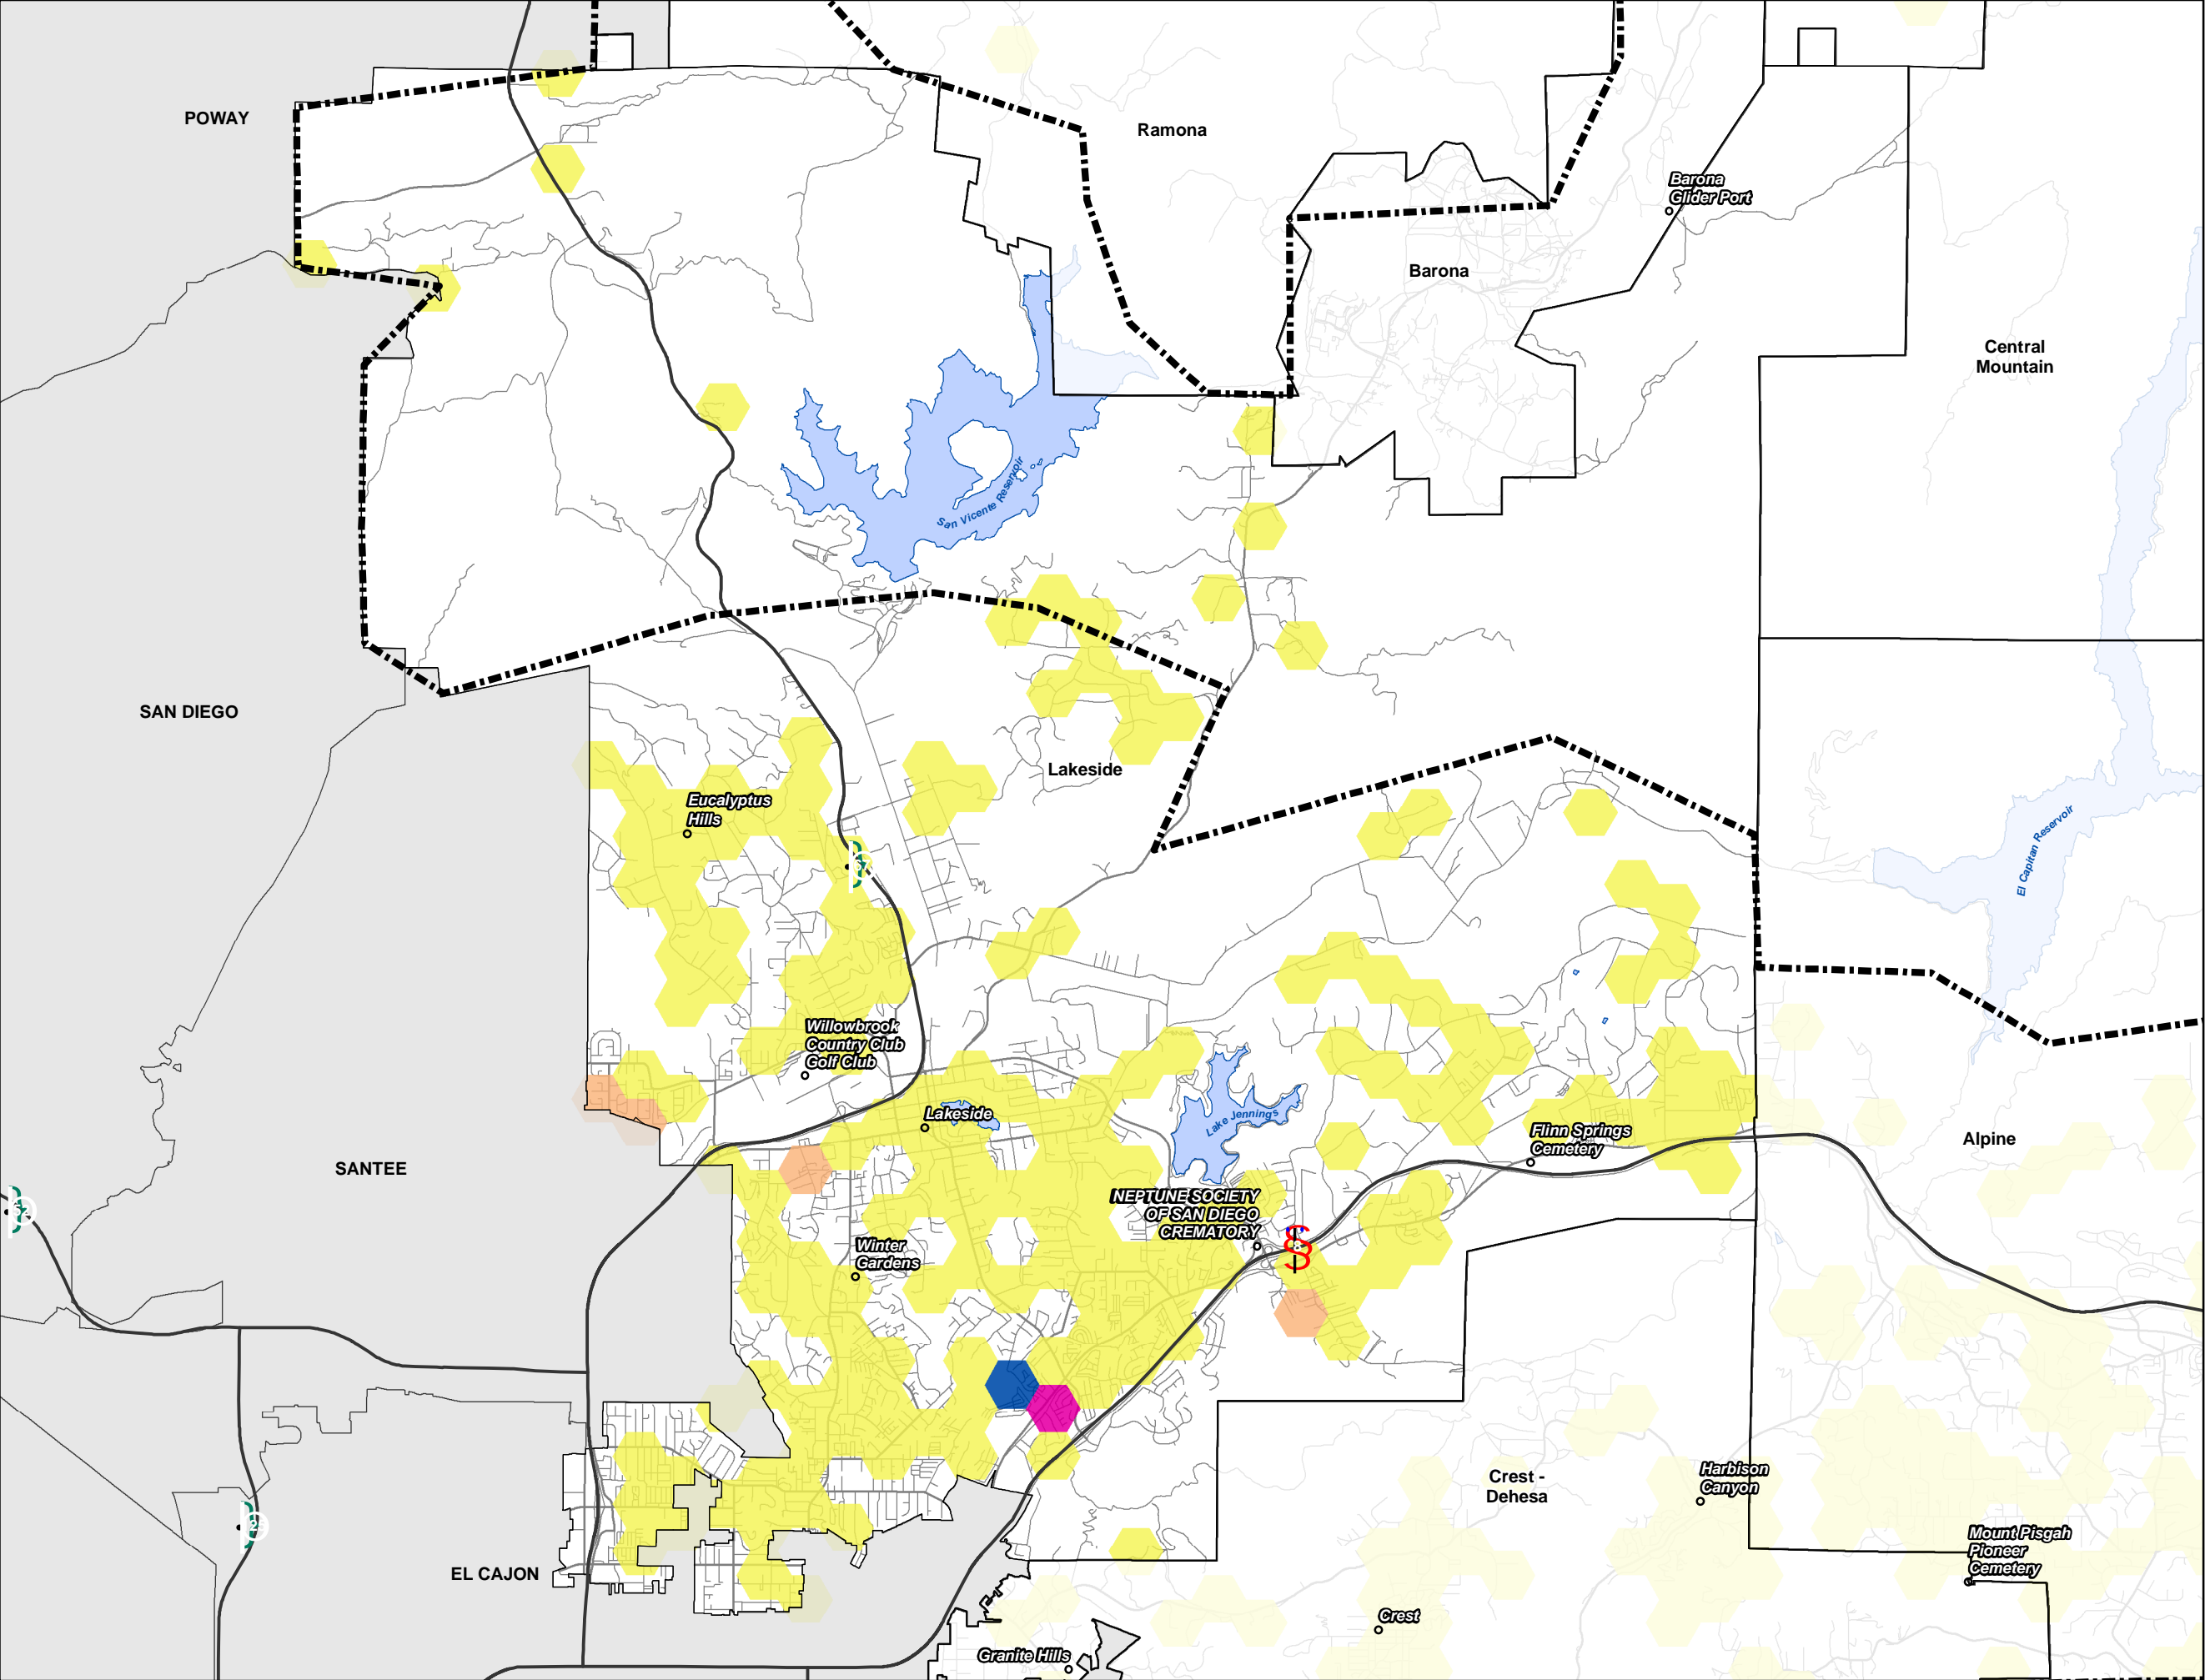 POWAY
Ramona
Barona
Glider Port
Barona
Central
Mountain
San Vicente Reservoir
SAN DIEGO
Lakeside
Eucalyptus
Hills
El Capitan Reservoir
Willowbrook
Country Club
Golf Club
Lakeside
Lake Jennings
Flinn Springs
Cemetery
Alpine
SANTEE
NEPTUNE SOCIETY
OF SAN DIEGO
CREMATORY
Winter
Gardens
Crest -
Dehesa
Harbison
Canyon
Mount Pisgah
Pioneer
Cemetery
EL CAJON
Crest
Granite Hills